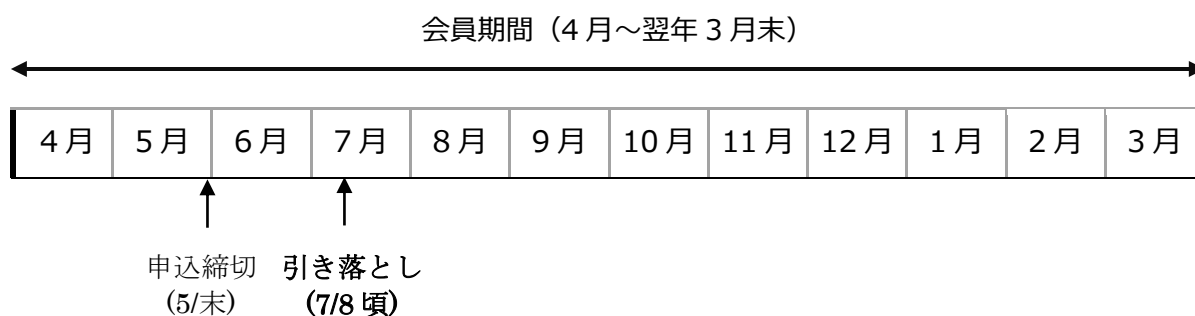 会員期間（4月～翌年3月末）
4月 5月 6月 7月 8月 9月 10月 11月 12月 1月 2月 3月
申込締切 引き落とし
(5/末) (7/8頃)